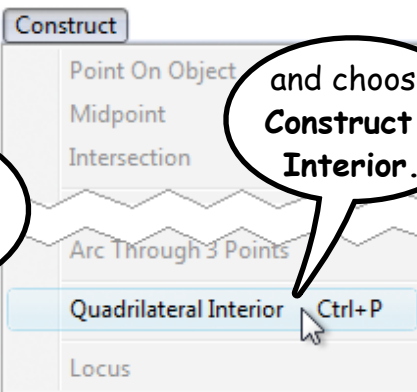 Construct
Point On Object
Midpoint
Intersection
and choos
Construct
Interior.
Arc Through 3 Points
Quadrilateral Interior Ctrl+P
Locus